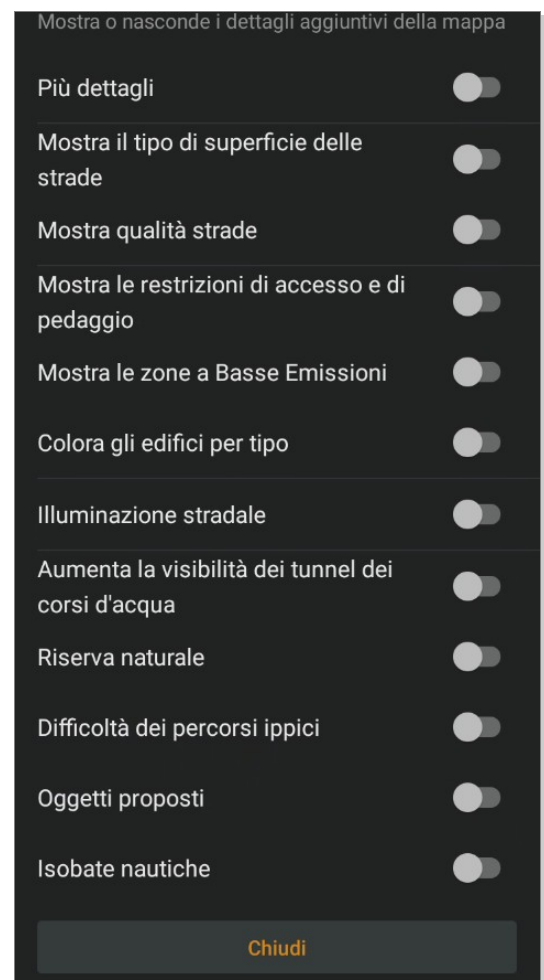 Mostra o nasconde i dettagli aggiuntivi della mappa
Più dettagli
Mostra il tipo di superficie delle
strade
Mostra qualità strade
Mostra le restrizioni di accesso e di
pedaggio
Mostra le zone a Basse Emissioni
Colora gli edifici per tipo
Illuminazione stradale
Aumenta la visibilità dei tunnel dei
corsi d'acqua
Riserva naturale
Difficoltà dei percorsi ippici
Oggetti proposti
Isobate nautiche
Chiudi